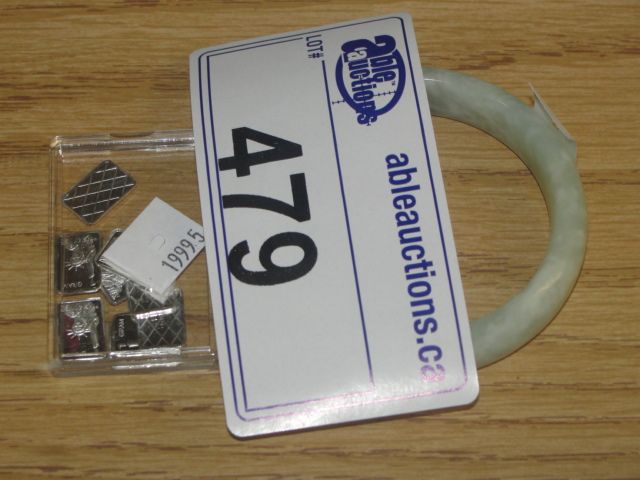 LOT#
479
able auctions
ableauctions.ca
1999.5